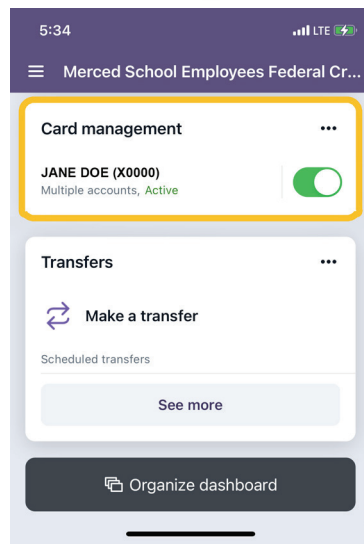 5:34 LTE
Merced School Employees Federal Cr...
Card management
JANE DOE (X0000)
Multiple accounts, Active
Transfers
Make a transfer
Scheduled transfers
See more
Organize dashboard